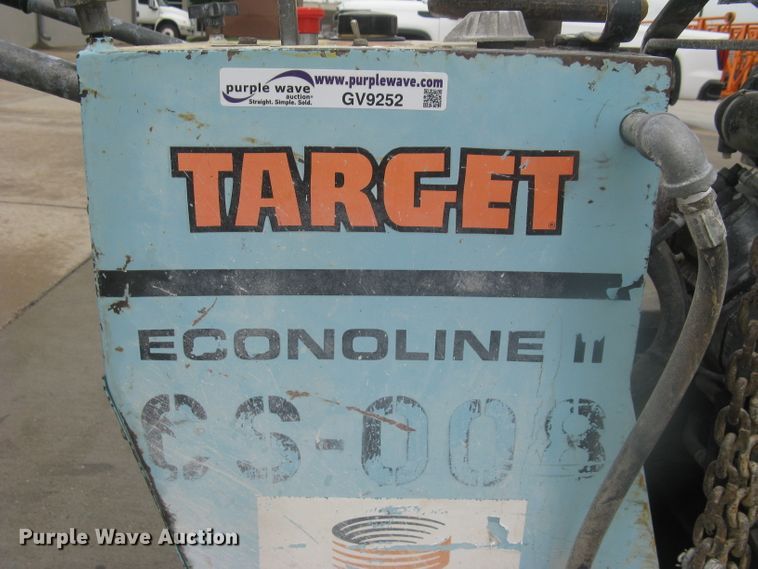 purple wave
auction®
Straight. Simple. Sold.
www.purplewave.com
GV9252
TARGET®
ECONOLINE II
CS-008
Purple Wave Auction®